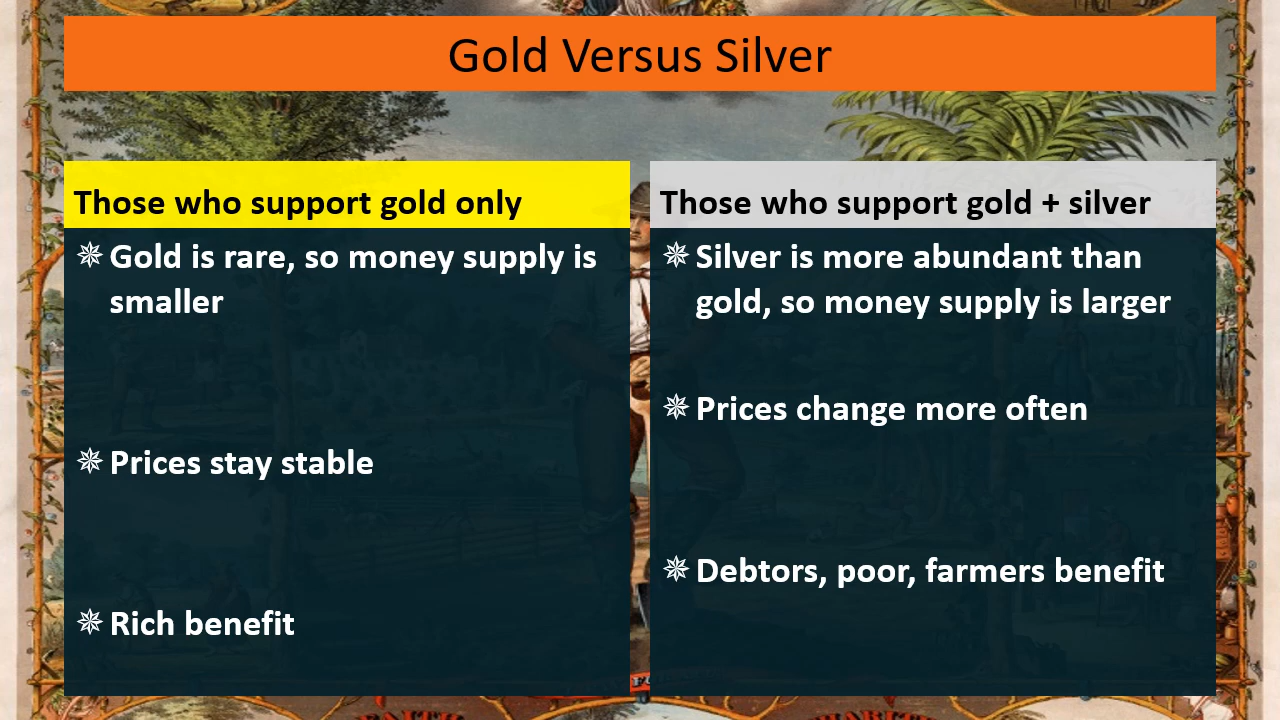 Gold Versus Silver
Those who support gold only
Gold is rare, so money supply is
smaller
Prices stay stable
Rich benefit
Those who support gold + silver
Silver is more abundant than
gold, so money supply is larger
Prices change more often
Debtors, poor, farmers benefit
FAITH